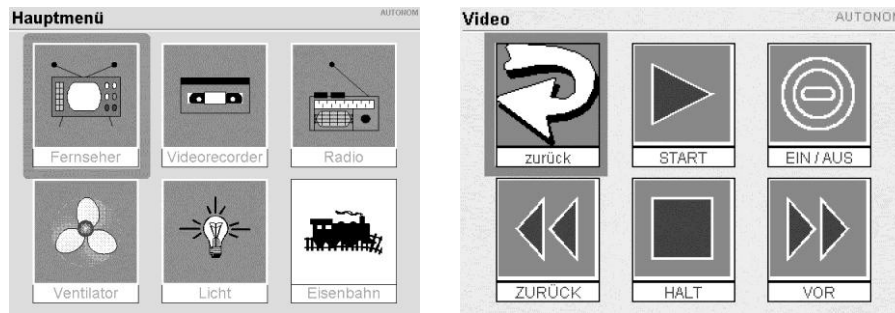 Hauptmenü
AUTONOM
Fernseher
Videorecorder
Radio
Ventilator
Licht
Eisenbahn
Video
AUTONOM
zurück
START
EIN / AUS
ZURÜCK
HALT
VOR